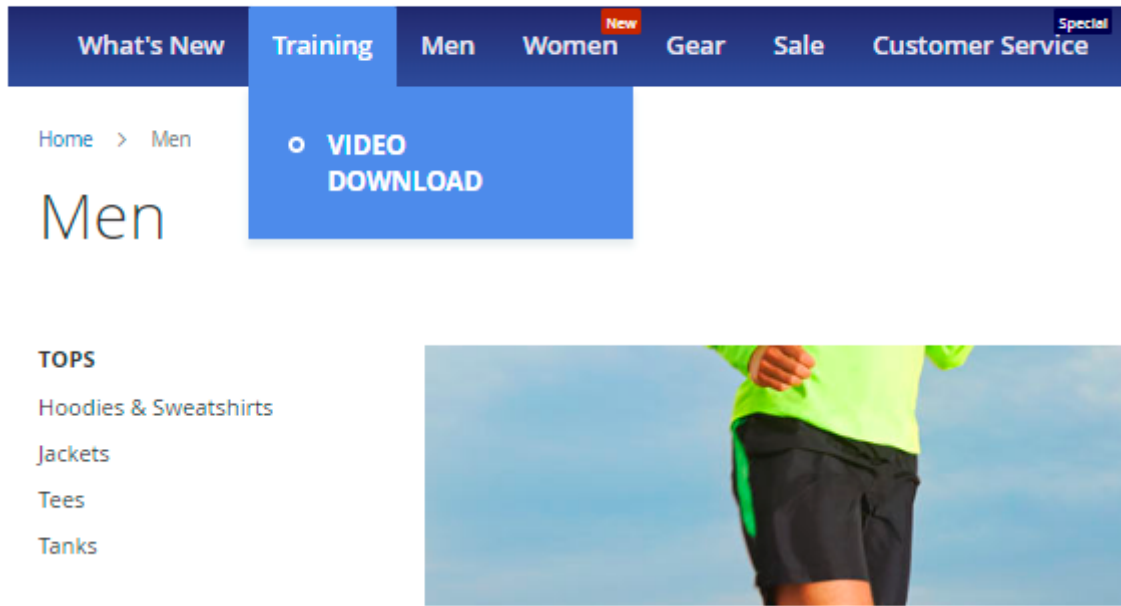 New
Special
What's New Training Men Women Gear Sale Customer Service
Home > Men
VIDEO
DOWNLOAD
Men
TOPS
Hoodies & Sweatshirts
Jackets
Tees
Tanks